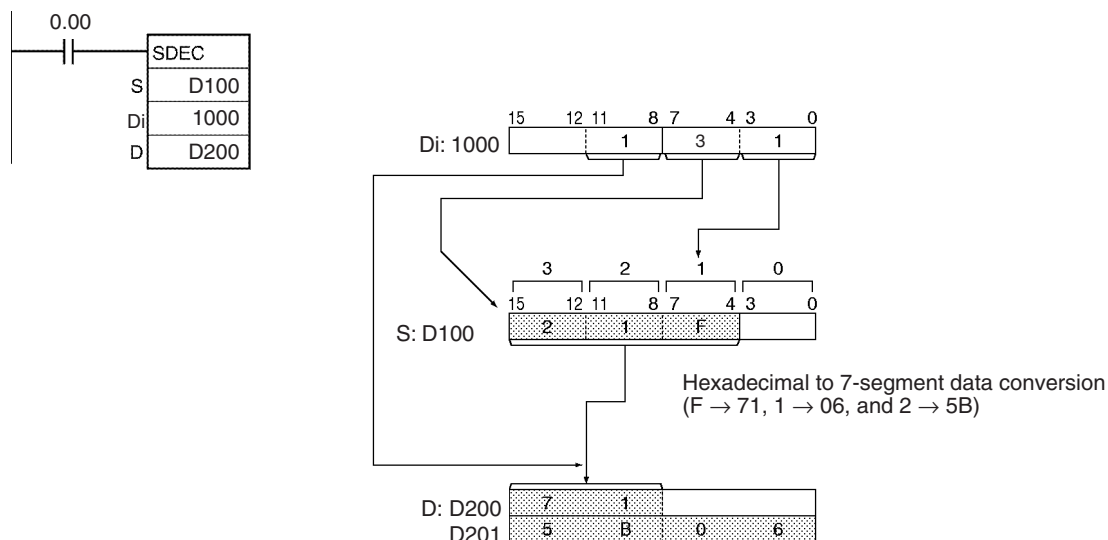 0.00
SDEC
S D100
Di 1000
D D200
15 12 11 8 7 4 3 0
Di: 1000 1 3 1
3 2 1 0
15 12 11 8 7 4 3 0
S: D100 2 1 F
Hexadecimal to 7-segment data conversion
(F → 71, 1 → 06, and 2 → 5B)
D: D200 7 1
D201 5 B 0 6